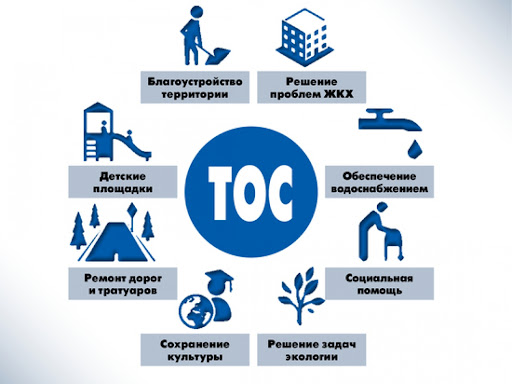 Благоустройство
территории
Решение
проблем ЖКХ
Детские
площадки
ТОС
Обеспечение
водоснабжением
Ремонт дорог
и тратуаров
Социальная
помощь
Сохранение
культуры
Решение задач
экологии